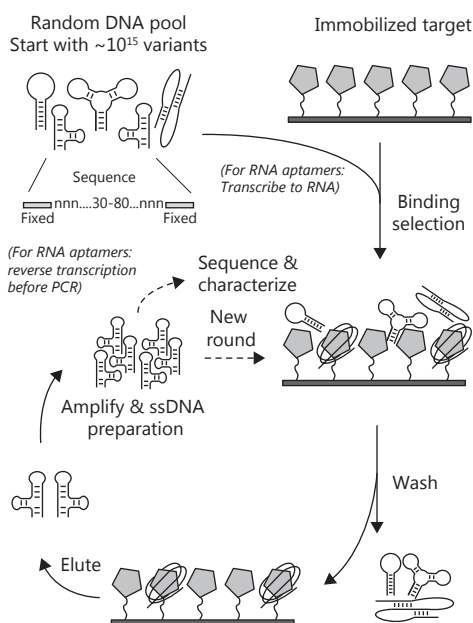 Random DNA pool
Start with ~10¹⁵ variants
Immobilized target
Sequence
nnn....30-80...nnn
Fixed
Fixed
(For RNA aptamers:
Transcribe to RNA)
Binding
selection
(For RNA aptamers:
reverse transcription
before PCR)
Sequence &
characterize
New
round
Amplify & ssDNA
preparation
Wash
Elute